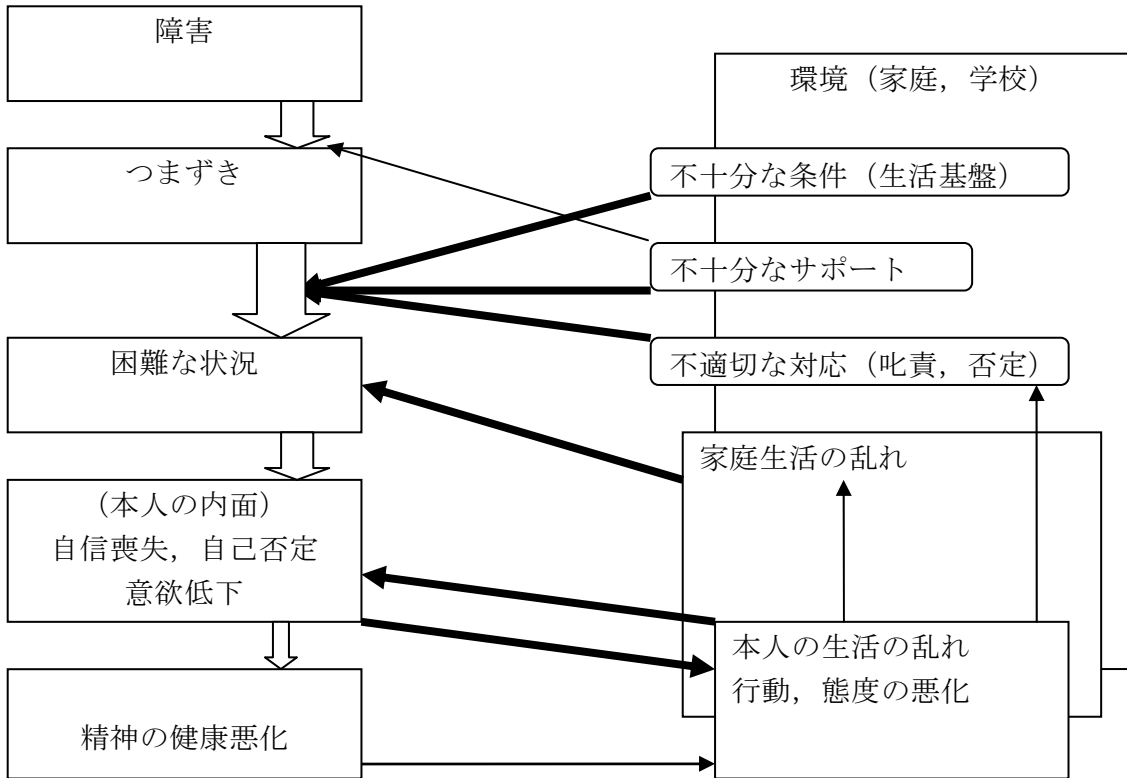 障害
環境（家庭，学校）
つまずき
不十分な条件（生活基盤）
不十分なサポート
困難な状況
不適切な対応（叱責，否定）
家庭生活の乱れ
（本人の内面）
自信喪失，自己否定
意欲低下
本人の生活の乱れ
行動，態度の悪化
精神の健康悪化